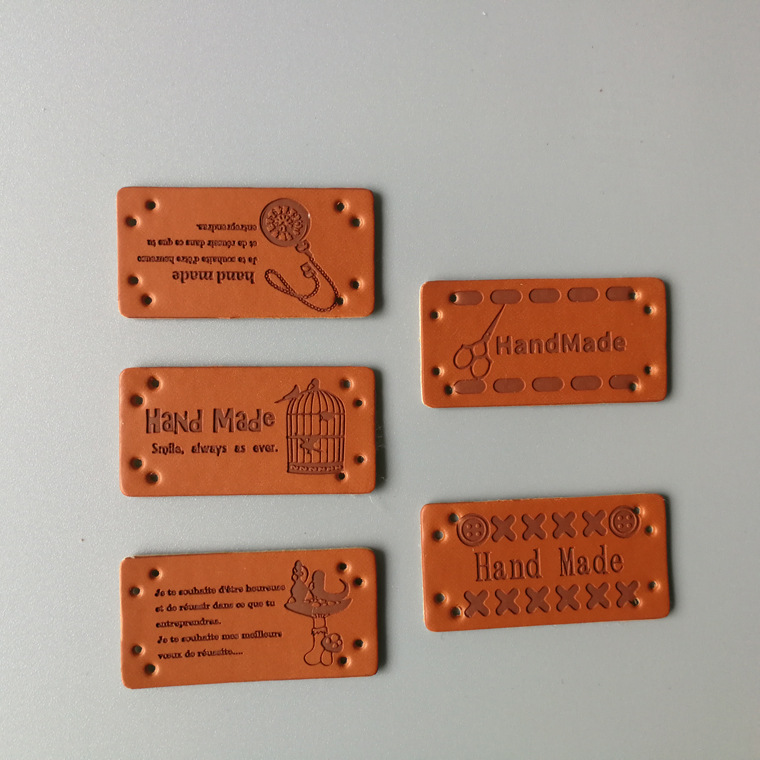 hand made
Je te souhaite d'être heureuse
et de réussir dans ce que tu
entreprendras.
Hand Made
Smile, always as ever.
Je te souhaite d'être heureuse
et de réussir dans ce que tu
entreprendras.
Je te souhaite mes meilleurs
vœux de réussite....
HandMade
Hand Made